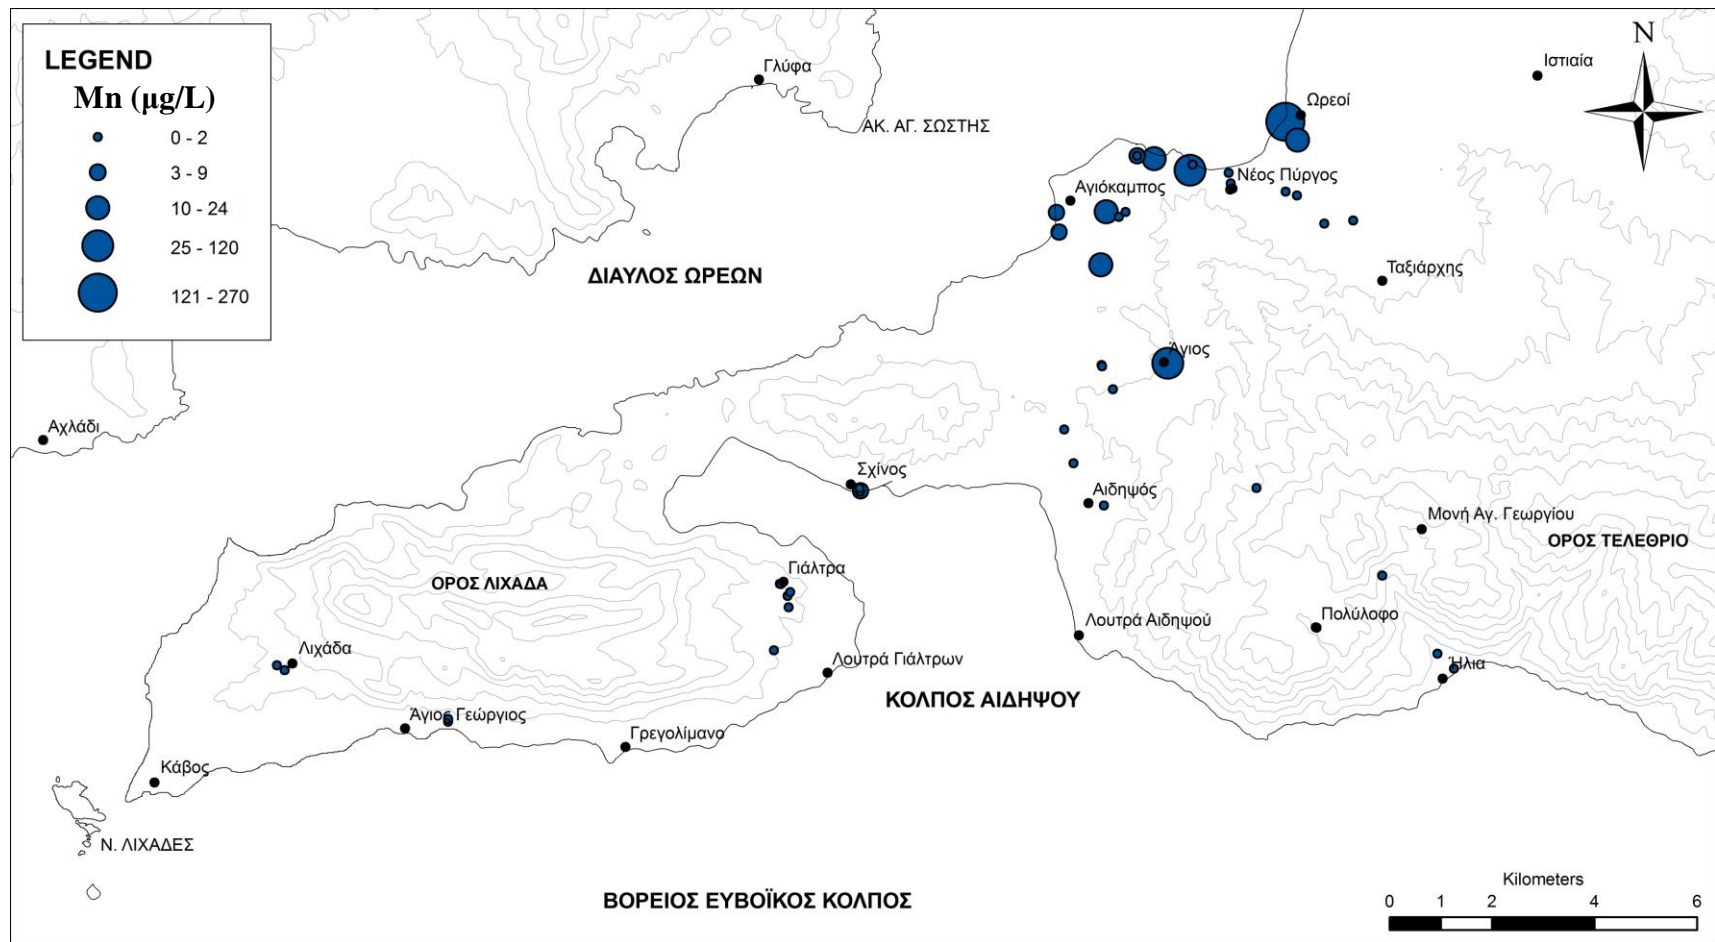 LEGEND
Mn (μg/L)
0 - 2
3 - 9
10 - 24
25 - 120
121 - 270
Γλύφα
ΑΚ. ΑΓ. ΣΩΣΤΗΣ
N
Ιστιαία
Ωρεοί
Νέος Πύργος
Αγιόκαμπος
ΔΙΑΥΛΟΣ ΩΡΕΩΝ
Ταξιάρχης
Άγιος
Αχλάδι
Σχίνος
Αιδηψός
Μονή Αγ. Γεωργίου
ΟΡΟΣ ΤΕΛΕΘΡΙΟ
ΟΡΟΣ ΛΙΧΑΔΑ
Γιάλτρα
Πολύλοφο
Λουτρά Αιδηψού
Λιχάδα
Λουτρά Γιάλτρων
Ήλια
ΚΟΛΠΟΣ ΑΙΔΗΨΟΥ
Άγιος Γεώργιος
Γρεγολίμανο
Κάβος
Ν. ΛΙΧΑΔΕΣ
ΒΟΡΕΙΟΣ ΕΥΒΟΪΚΟΣ ΚΟΛΠΟΣ
Kilometers
0 1 2 4 6